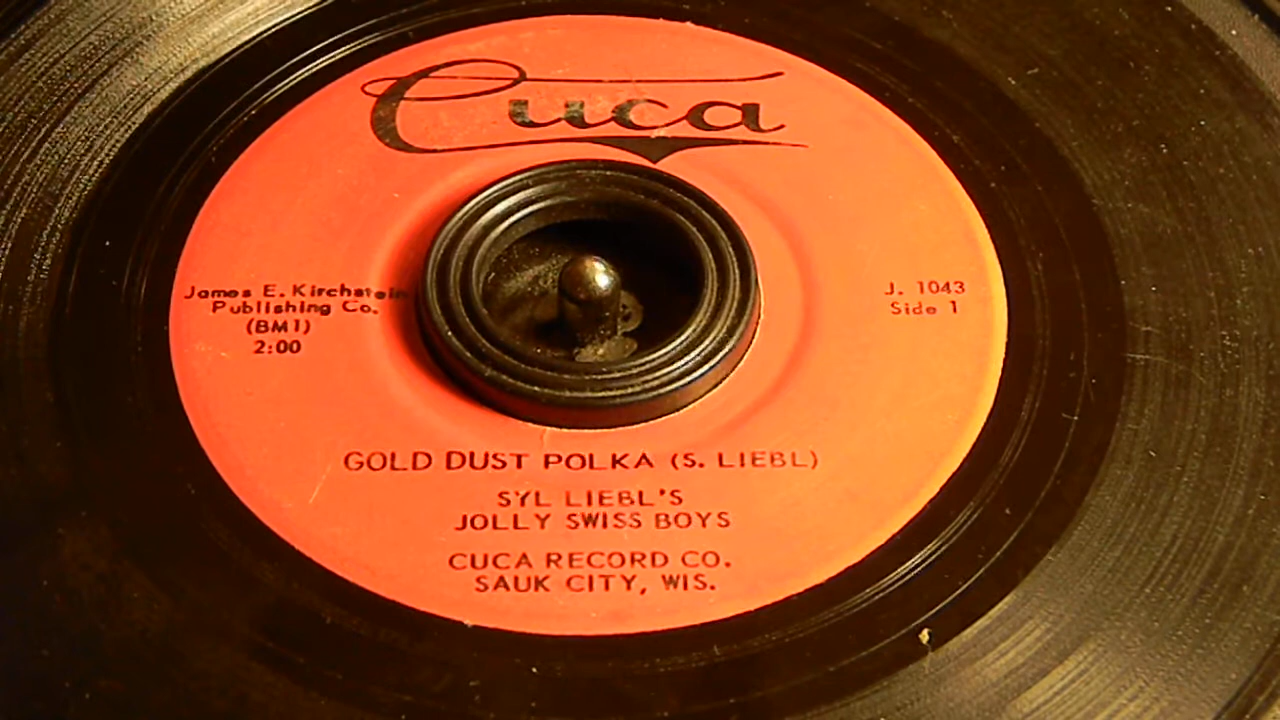 Cuca
James E. Kirchstein
Publishing Co.
(BMI)
2:00
J. 1043
Side 1
GOLD DUST POLKA (S. LIEBL)
SYL LIEBL'S
JOLLY SWISS BOYS
CUCA RECORD CO.
SAUK CITY, WIS.